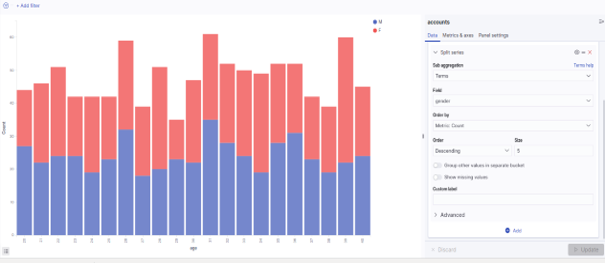 + Add filter
M
F
accounts
Data
Metrics & axes
Panel settings
Split series
Sub aggregation
Terms help
Terms
Field
gender
Order by
Metric: Count
Order
Size
Descending
5
Group other values in separate bucket
Show missing values
Custom label
Advanced
Add
Discard
Update
Count
age